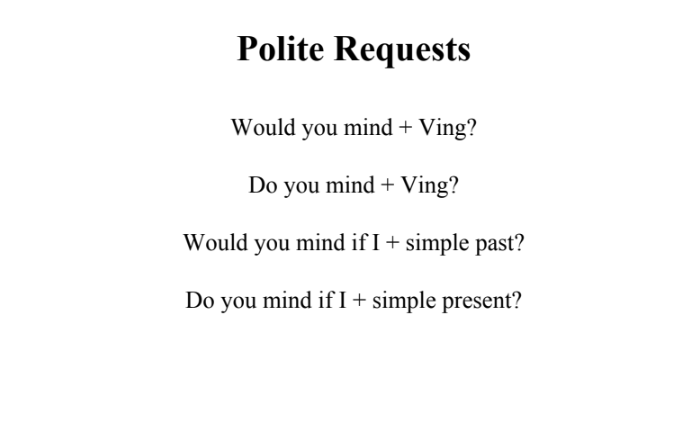 Polite Requests
Would you mind + Ving?
Do you mind + Ving?
Would you mind if I + simple past?
Do you mind if I + simple present?